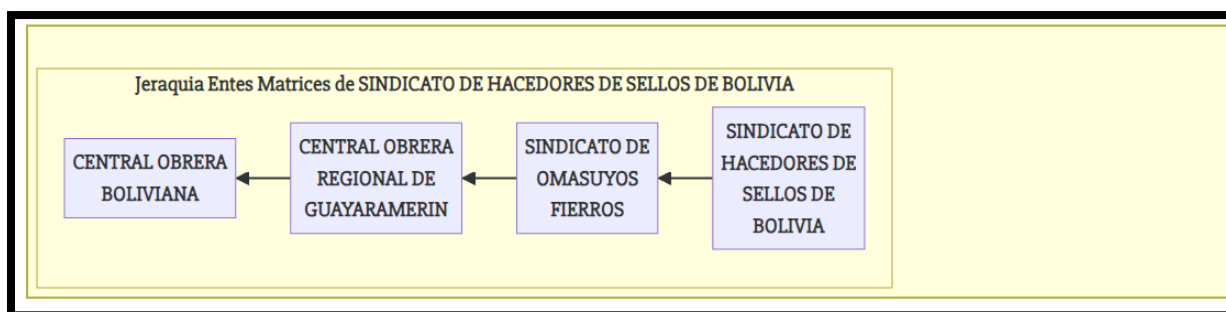 Jeraquia Entes Matrices de SINDICATO DE HACEDORES DE SELLOS DE BOLIVIA
CENTRAL OBRERA
BOLIVIANA
CENTRAL OBRERA
REGIONAL DE
GUAYARAMERIN
SINDICATO DE
OMASUYOS
FIERROS
SINDICATO DE
HACEDORES DE
SELLOS DE
BOLIVIA